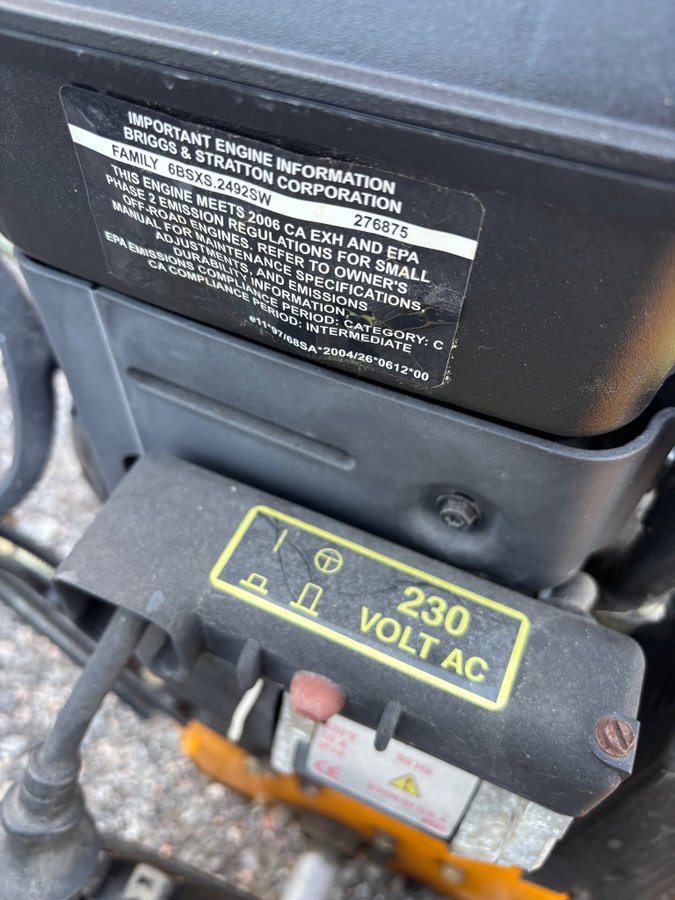 IMPORTANT ENGINE INFORMATION
BRIGGS & STRATTON CORPORATION
FAMILY 6BSXS.2492SW 276875
THIS ENGINE MEETS 2006 CA EXH AND EPA
PHASE 2 EMISSION REGULATIONS FOR SMALL
OFF-ROAD ENGINES, REFER TO OWNER'S
MANUAL FOR MAINTENANCE SPECIFICATIONS
ADJUSTMENTS, AND EMISSIONS
DURABILITY INFORMATION.
EPA EMISSIONS COMPLIANCE PERIOD: CATEGORY: C
CA COMPLIANCE PERIOD: INTERMEDIATE
e11*97/68SA*2004/26*0612*00
230
VOLT AC
CE